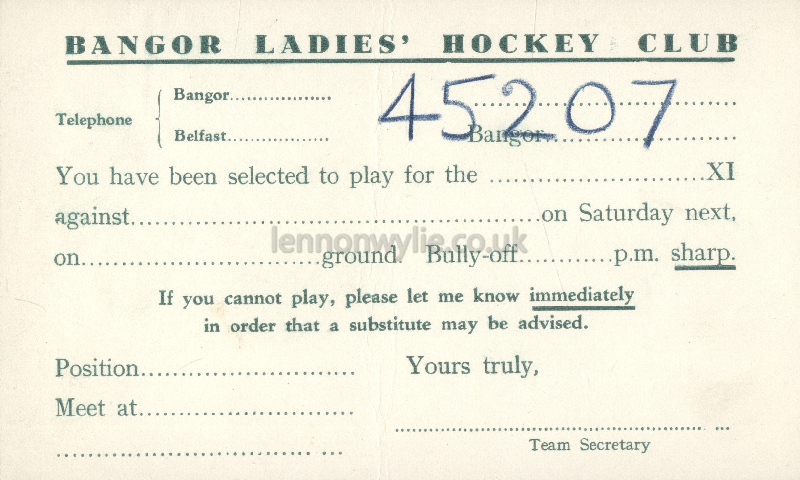 BANGOR LADIES' HOCKEY CLUB
Telephone
Bangor..................
Belfast..................
45207
Bangor..............................
You have been selected to play for the ...........................XI
against.....................................................on Saturday next,
on...............................ground. Bully-off............p.m. sharp.
lennonwylie.co.uk
If you cannot play, please let me know immediately
in order that a substitute may be advised.
Position............................
Meet at............................
Yours truly,
Team Secretary